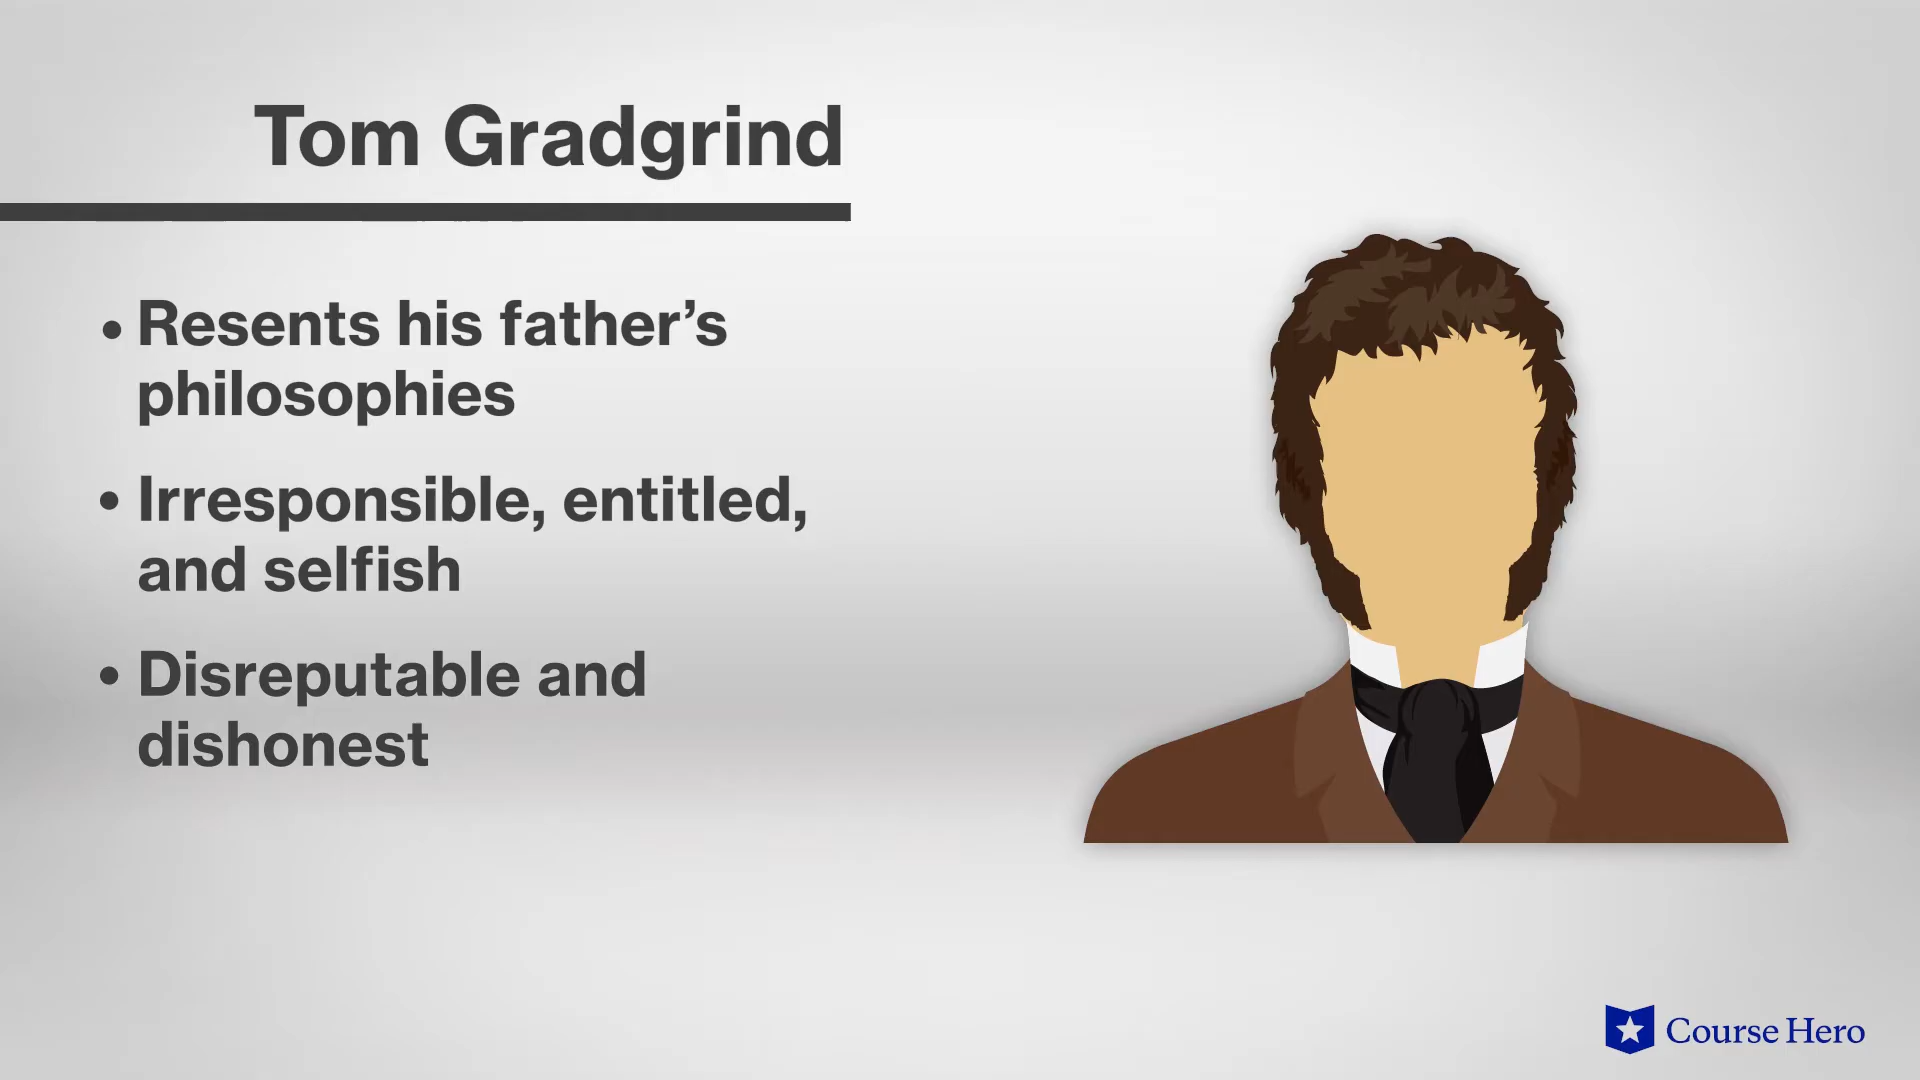 Tom Gradgrind
• Resents his father’s
philosophies
• Irresponsible, entitled,
and selfish
• Disreputable and
dishonest
Course Hero